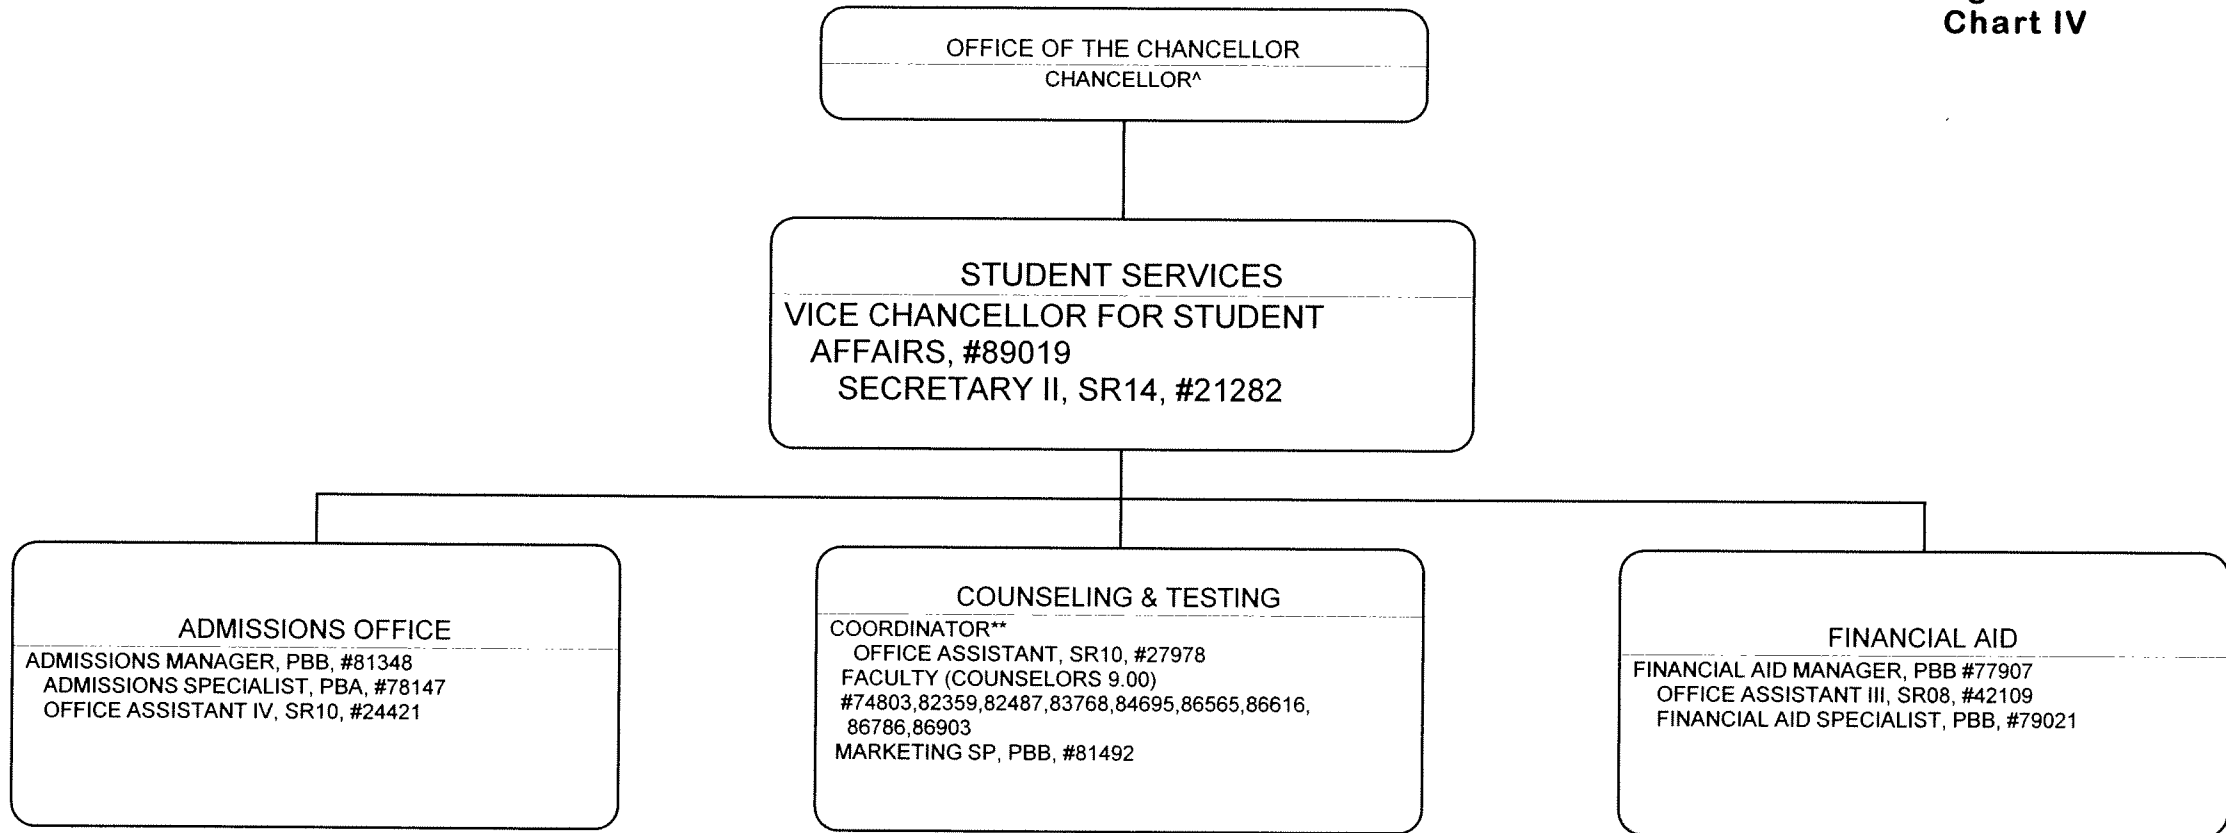 Chart IV
OFFICE OF THE CHANCELLOR
CHANCELLOR^
STUDENT SERVICES
VICE CHANCELLOR FOR STUDENT
AFFAIRS, #89019
SECRETARY II, SR14, #21282
ADMISSIONS OFFICE
ADMISSIONS MANAGER, PBB, #81348
ADMISSIONS SPECIALIST, PBA, #78147
OFFICE ASSISTANT IV, SR10, #24421
COUNSELING & TESTING
COORDINATOR**
OFFICE ASSISTANT, SR10, #27978
FACULTY (COUNSELORS 9.00)
#74803,82359,82487,83768,84695,86565,86616,
86786,86903
MARKETING SP, PBB, #81492
FINANCIAL AID
FINANCIAL AID MANAGER, PBB #77907
OFFICE ASSISTANT III, SR08, #42109
FINANCIAL AID SPECIALIST, PBB, #79021